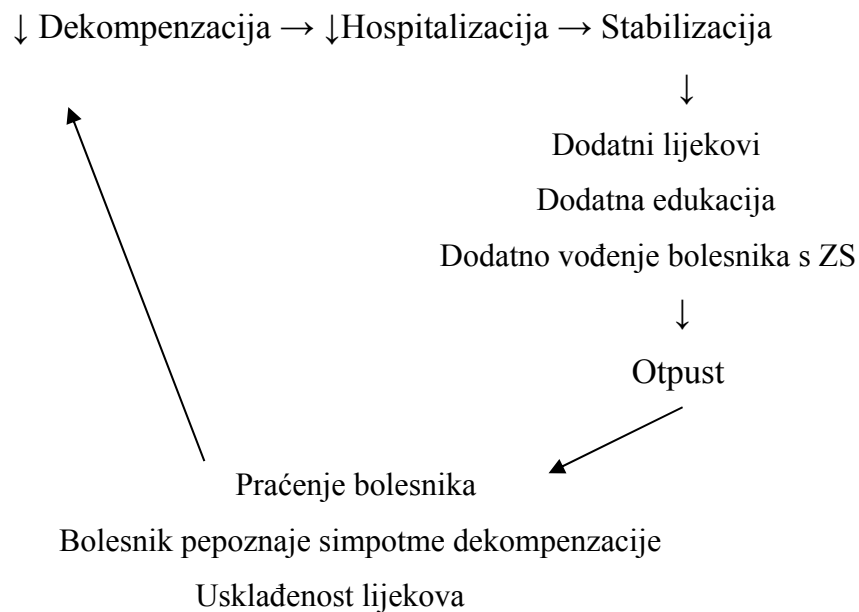 ↓ Dekompenzacija → ↓Hospitalizacija → Stabilizacija
↓
Dodatni lijekovi
Dodatna edukacija
Dodatno vođenje bolesnika s ZS
↓
Otpust
Praćenje bolesnika
Bolesnik pepoznaje simpotme dekompenzacije
Usklađenost lijekova